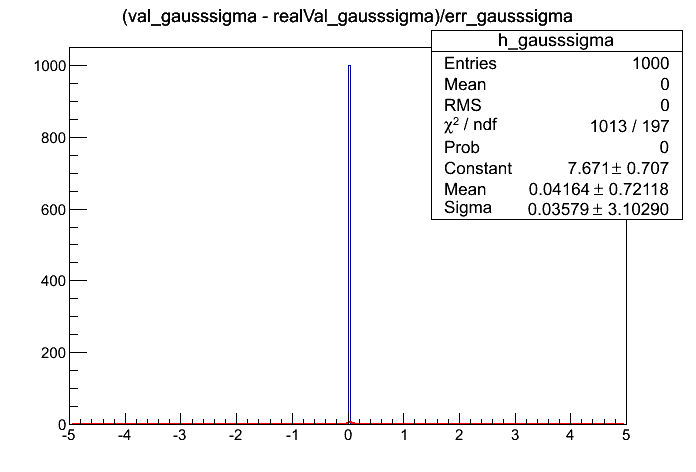 (val_gausssigma - realVal_gausssigma)/err_gausssigma
h_gausssigma
Entries 1000
Mean 0
RMS 0
χ² / ndf 1013 / 197
Prob 0
Constant 7.671 ± 0.707
Mean 0.04164 ± 0.72118
Sigma 0.03579 ± 3.10290
1000
800
600
400
200
0
-5 -4 -3 -2 -1 0 1 2 3 4 5